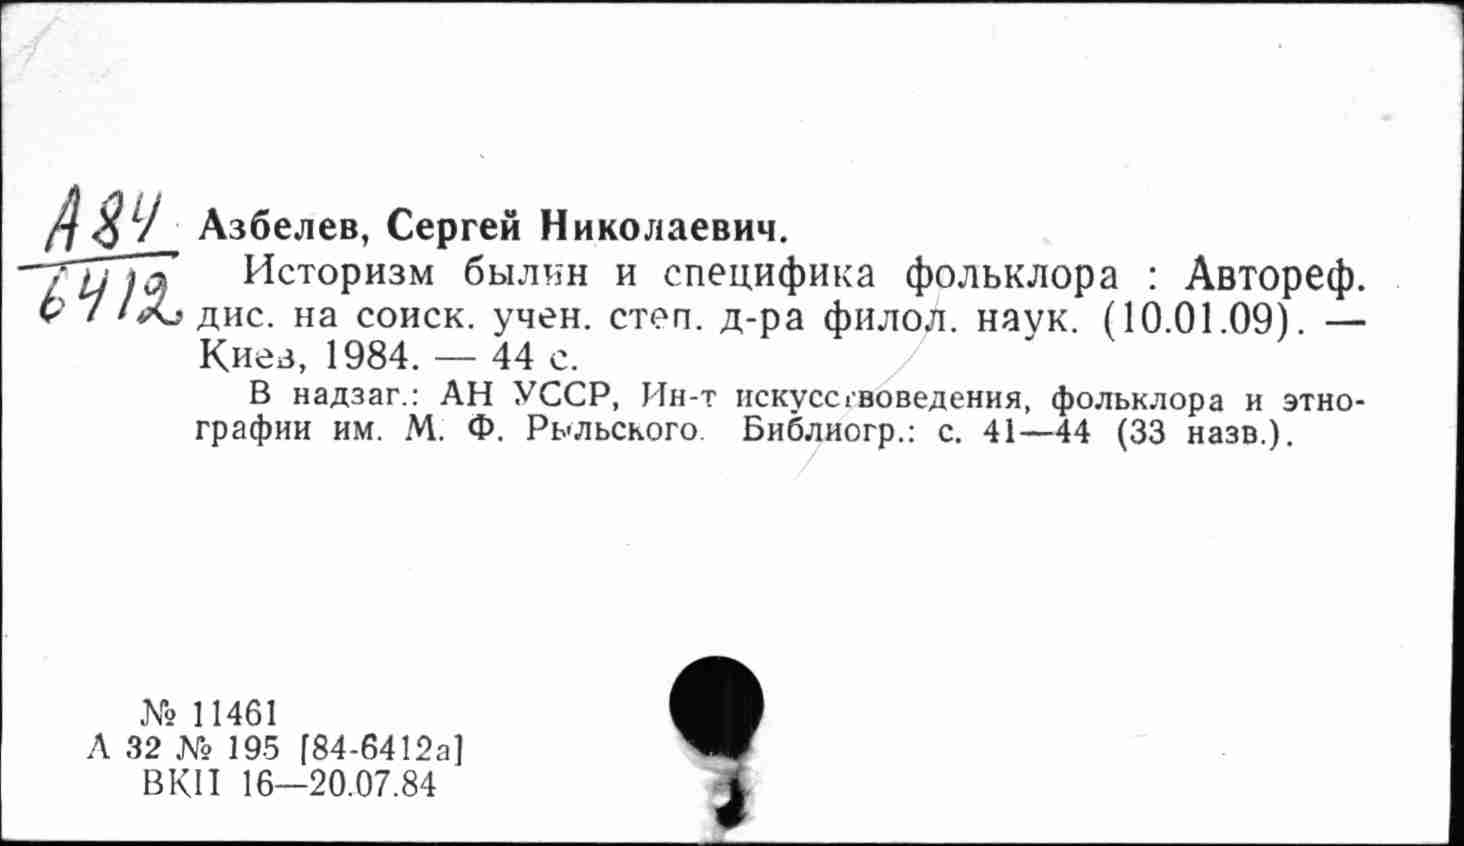 А84
6412
Азбелев, Сергей Николаевич.
Историзм былин и специфика фольклора : Автореф.
дис. на соиск. учен. степ. д-ра филол. наук. (10.01.09). —
Киев, 1984. — 44 с.
В надзаг.: АН УССР, Ин-т искусствоведения, фольклора и этно-
графии им. М. Ф. Рыльского. Библиогр.: с. 41—44 (33 назв.).
№ 11461
А 32 № 195 [84-6412а]
ВКП 16—20.07.84